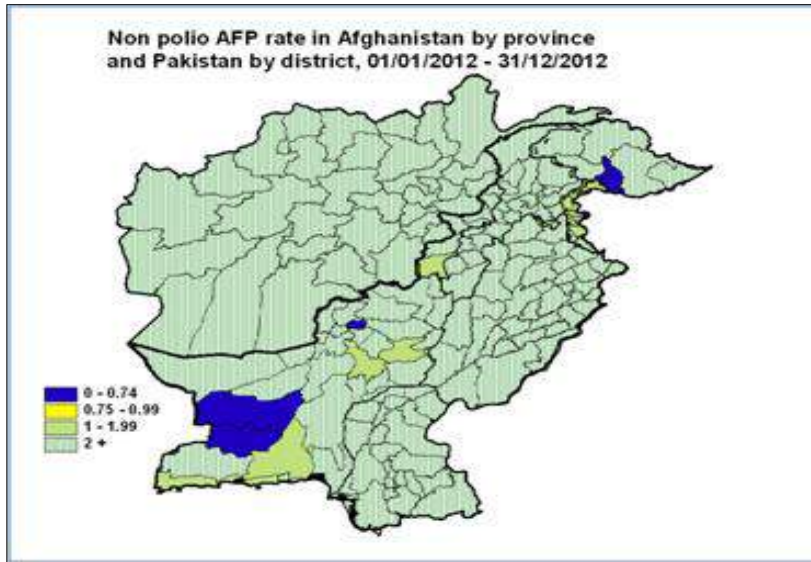 Non polio AFP rate in Afghanistan by province
and Pakistan by district, 01/01/2012 - 31/12/2012
0 - 0.74
0.75 - 0.99
1 - 1.99
2 +